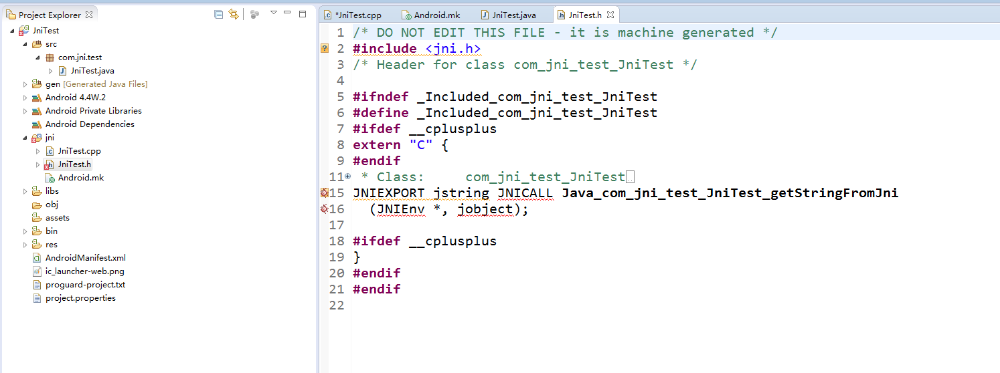 Project Explorer
JniTest
src
com.jni.test
JniTest.java
gen [Generated Java Files]
Android 4.4W.2
Android Private Libraries
Android Dependencies
jni
JniTest.cpp
JniTest.h
Android.mk
libs
obj
assets
bin
res
AndroidManifest.xml
ic_launcher-web.png
proguard-project.txt
project.properties
*JniTest.cpp Android.mk JniTest.java JniTest.h
1 /* DO NOT EDIT THIS FILE - it is machine generated */
2 #include <jni.h>
3 /* Header for class com_jni_test_JniTest */
4
5 #ifndef _Included_com_jni_test_JniTest
6 #define _Included_com_jni_test_JniTest
7 #ifdef __cplusplus
8 extern "C" {
9 #endif
11 * Class:     com_jni_test_JniTest
15 JNIEXPORT jstring JNICALL Java_com_jni_test_JniTest_getStringFromJni
16   (JNIEnv *, jobject);
17
18 #ifdef __cplusplus
19 }
20 #endif
21 #endif
22